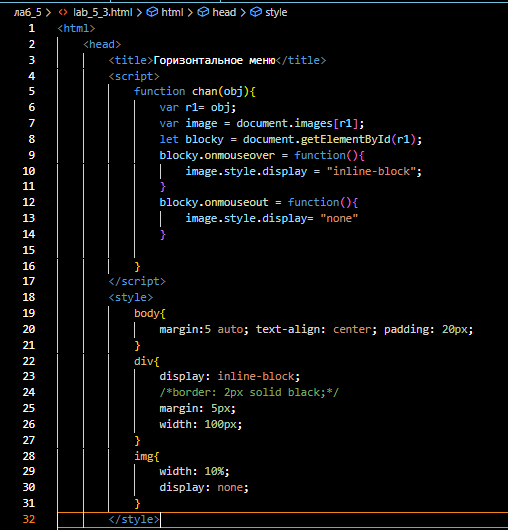 лаб_5 > lab_5_3.html > html > head > style
1 <html>
2 <head>
3 <title>Горизонтальное меню</title>
4 <script>
5 function chan(obj){
6 var r1= obj;
7 var image = document.images[r1];
8 let blocky = document.getElementById(r1);
9 blocky.onmouseover = function(){
10 image.style.display = "inline-block";
11 }
12 blocky.onmouseout = function(){
13 image.style.display= "none"
14 }
15
16 }
17 </script>
18 <style>
19 body{
20 margin:5 auto; text-align: center; padding: 20px;
21 }
22 div{
23 display: inline-block;
24 /*border: 2px solid black;*/
25 margin: 5px;
26 width: 100px;
27 }
28 img{
29 width: 10%;
30 display: none;
31 }
32 </style>